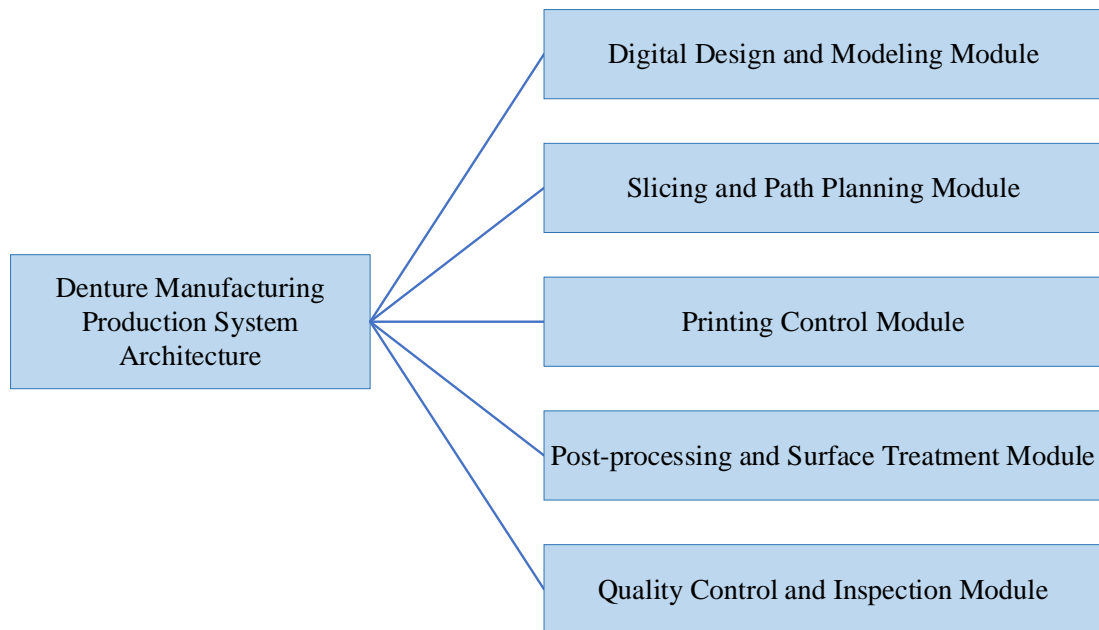 Digital Design and Modeling Module
Slicing and Path Planning Module
Denture Manufacturing
Production System
Architecture
Printing Control Module
Post-processing and Surface Treatment Module
Quality Control and Inspection Module